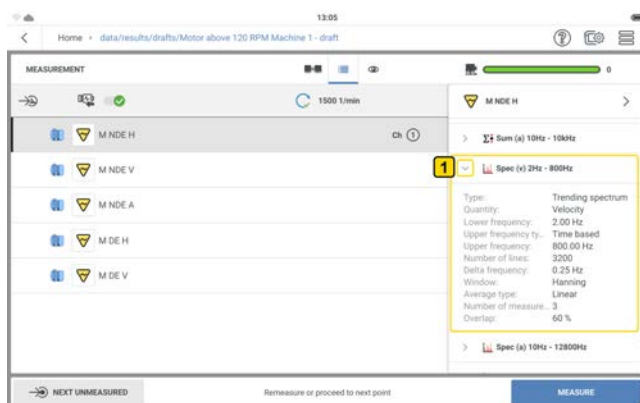 13:05
Home › data/results/drafts/Motor above 120 RPM Machine 1 - draft
MEASUREMENT
0
1500 1/min
M NDE H
M NDE H
Ch 1
Sum (a) 10Hz - 10kHz
M NDE V
1
Spec (v) 2Hz - 800Hz
M NDE A
M DE H
M DE V
Type: Trending spectrum
Quantity: Velocity
Lower frequency: 2.00 Hz
Upper frequency ty... Time based
Upper frequency: 800.00 Hz
Number of lines: 3200
Delta frequency: 0.25 Hz
Window: Hanning
Average type: Linear
Number of measure... 3
Overlap: 60 %
Spec (a) 10Hz - 12800Hz
NEXT UNMEASURED
Remeasure or proceed to next point
MEASURE